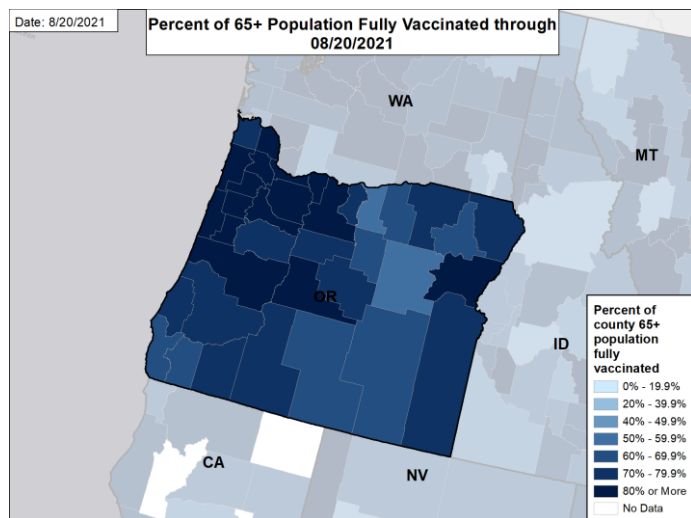 Date: 8/20/2021
Percent of 65+ Population Fully Vaccinated through
08/20/2021
WA
MT
OR
ID
CA
NV
Percent of
county 65+
population
fully
vaccinated
0% - 19.9%
20% - 39.9%
40% - 49.9%
50% - 59.9%
60% - 69.9%
70% - 79.9%
80% or More
No Data